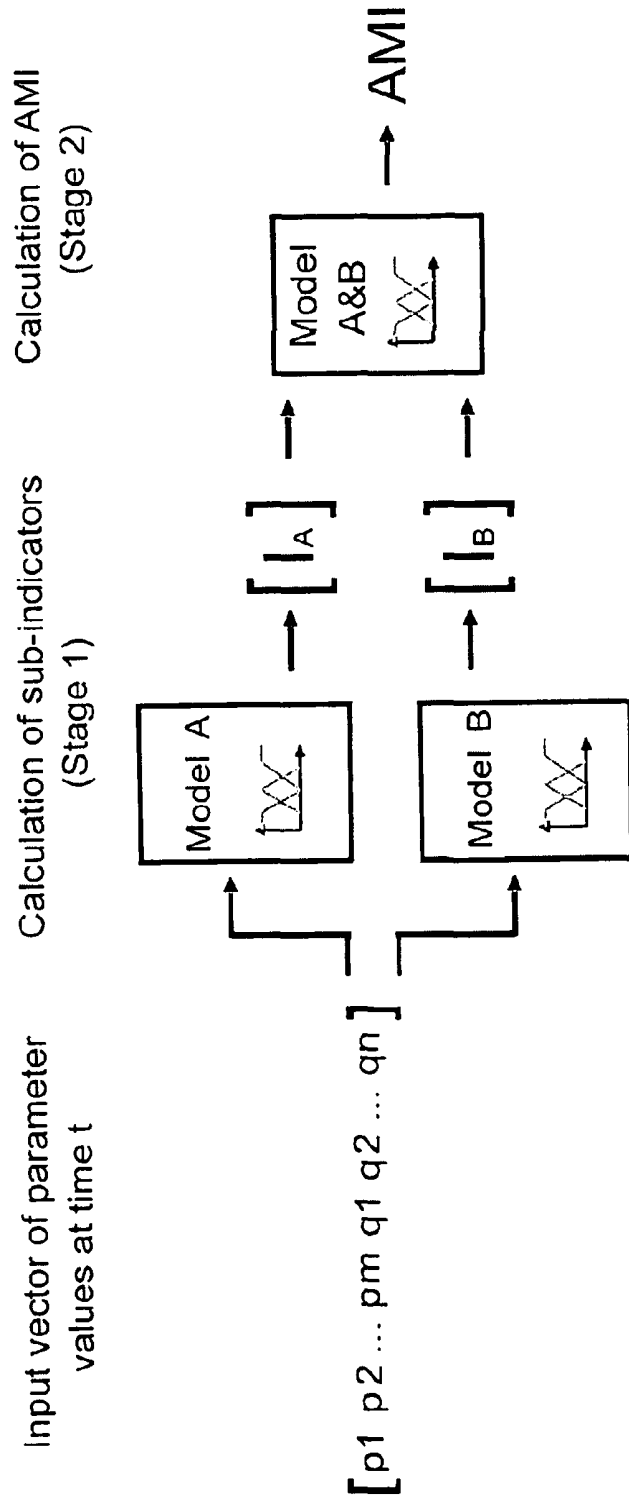 Input vector of parameter
values at time t
Calculation of sub-indicators
(Stage 1)
Calculation of AMI
(Stage 2)
[p1 p2 ... pm q1 q2 ... qn]
Model A
Model B
[IA]
[IB]
Model
A&B
AMI